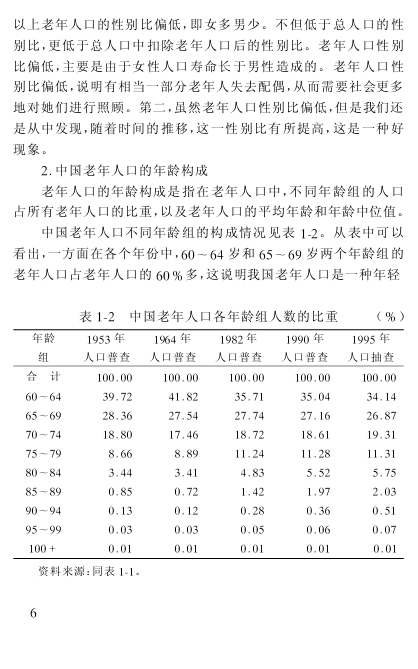 以上老年人口的性别比偏低,即女多男少。不但低于总人口的性
别比,更低于总人口中扣除老年人口后的性别比。老年人口性别
比偏低,主要是由于女性人口寿命长于男性造成的。老年人口性
别比偏低,说明有相当一部分老年人失去配偶,从而需要社会更多
地对她们进行照顾。第二,虽然老年人口性别比偏低,但是我们还
是从中发现,随着时间的推移,这一性别比有所提高,这是一种好
现象。
2.中国老年人口的年龄构成
老年人口的年龄构成是指在老年人口中,不同年龄组的人口
占所有老年人口的比重,以及老年人口的平均年龄和年龄中位值。
中国老年人口不同年龄组的构成情况见表 1-2。从表中可以
看出,一方面在各个年份中,60～64 岁和 65～69 岁两个年龄组的
老年人口占老年人口的 60%多,这说明我国老年人口是一种年轻
表 1-2 中国老年人口各年龄组人数的比重 (%)
年龄 1953 年 1964 年 1982 年 1990 年 1995 年
组 人口普查 人口普查 人口普查 人口普查 人口抽查
合 计 100.00 100.00 100.00 100.00 100.00
60～64 39.72 41.82 35.71 35.04 34.14
65～69 28.36 27.54 27.74 27.16 26.87
70～74 18.80 17.46 18.72 18.61 19.31
75～79 8.66 8.89 11.24 11.28 11.31
80～84 3.44 3.41 4.83 5.52 5.75
85～89 0.85 0.72 1.42 1.97 2.03
90～94 0.13 0.12 0.28 0.36 0.51
95～99 0.03 0.03 0.05 0.06 0.07
100+ 0.01 0.01 0.01 0.01 0.01
资料来源:同表 1-1。
6